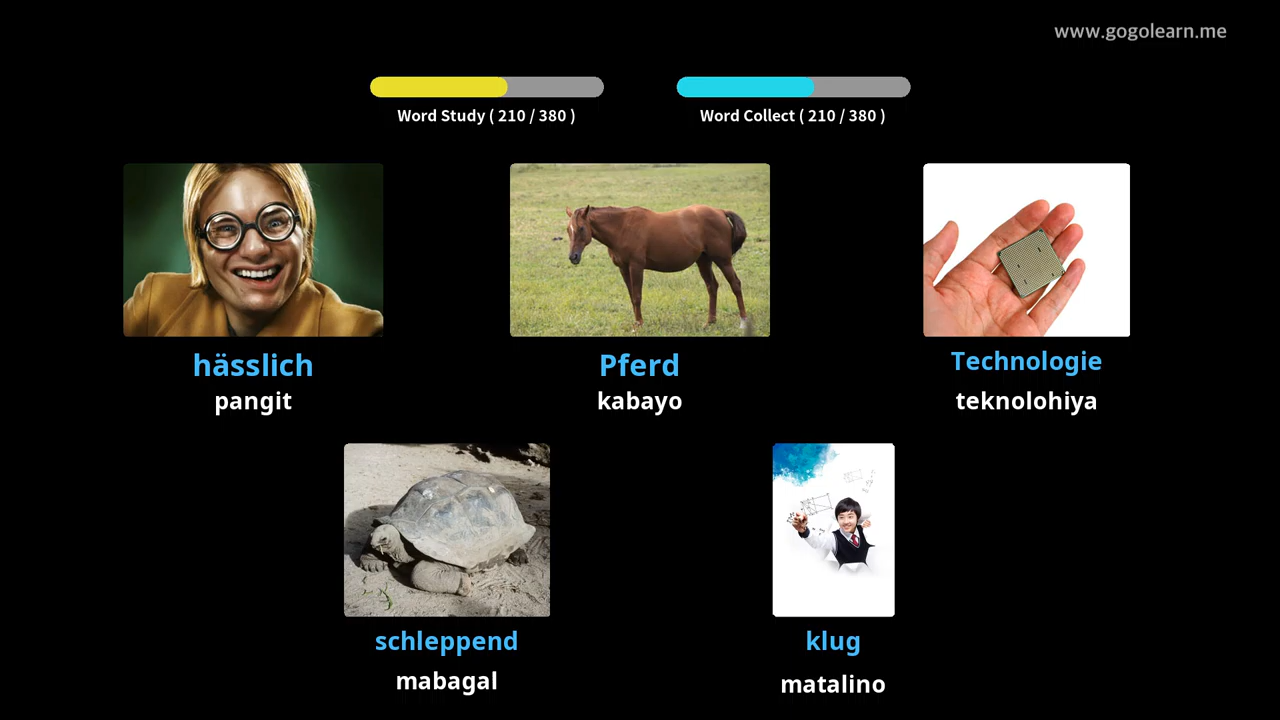 www.gogolearn.me
Word Study ( 210 / 380 )
Word Collect ( 210 / 380 )
hässlich
pangit
Pferd
kabayo
Technologie
teknolohiya
schleppend
mabagal
klug
matalino